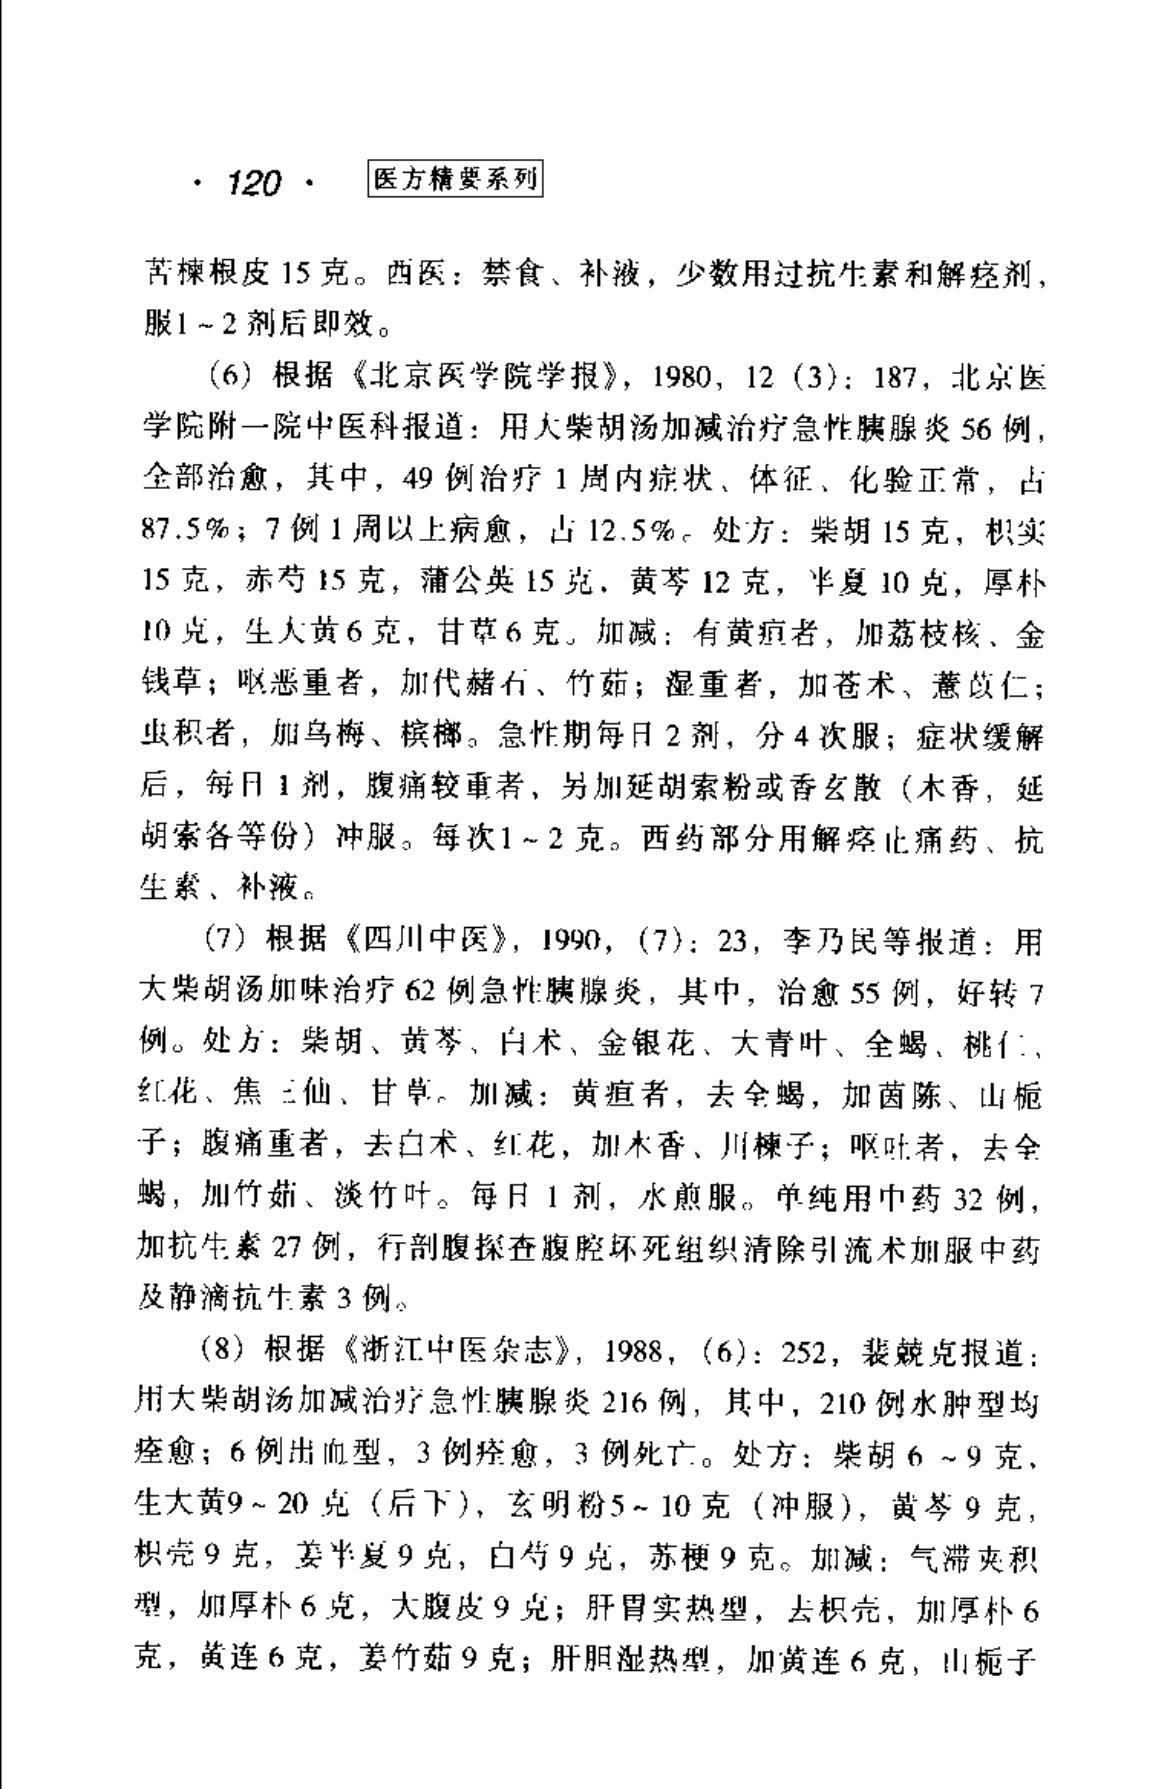 · 120 · 医方精要系列
苦楝根皮 15 克。西医：禁食、补液，少数用过抗生素和解痉剂，
服1~2 剂后即效。
（6）根据《北京医学院学报》，1980，12（3）：187，北京医
学院附一院中医科报道：用大柴胡汤加减治疗急性胰腺炎 56 例，
全部治愈，其中，49 例治疗 1 周内症状、体征、化验正常，占
87.5%；7 例 1 周以上病愈，占 12.5%。处方：柴胡 15 克，枳实
15 克，赤芍 15 克，蒲公英 15 克，黄芩 12 克，半夏 10 克，厚朴
10 克，生大黄 6 克，甘草 6 克。加减：有黄疸者，加荔枝核、金
钱草；呕恶重者，加代赭石、竹茹；湿重者，加苍术、薏苡仁；
虫积者，加乌梅、槟榔。急性期每日 2 剂，分 4 次服；症状缓解
后，每日 1 剂，腹痛较重者，另加延胡索粉或香玄散（木香，延
胡索各等份）冲服。每次1~2 克。西药部分用解痉止痛药、抗
生素、补液。
（7）根据《四川中医》，1990，（7）：23，李乃民等报道：用
大柴胡汤加味治疗 62 例急性胰腺炎，其中，治愈 55 例，好转 7
例。处方：柴胡、黄芩、白术、金银花、大青叶、全蝎、桃仁、
红花、焦三仙、甘草。加减：黄疸者，去全蝎，加茵陈、山栀
子；腹痛重者，去白术、红花，加木香、川楝子；呕吐者，去全
蝎，加竹茹、淡竹叶。每日 1 剂，水煎服。单纯用中药 32 例，
加抗生素 27 例，行剖腹探查腹腔坏死组织清除引流术加服中药
及静滴抗生素 3 例。
（8）根据《浙江中医杂志》，1988，（6）：252，裴兢克报道：
用大柴胡汤加减治疗急性胰腺炎 216 例，其中，210 例水肿型均
痊愈；6 例出血型，3 例痊愈，3 例死亡。处方：柴胡 6 ~9 克，
生大黄9~20 克（后下），玄明粉5~10 克（冲服），黄芩 9 克，
枳壳 9 克，姜半夏 9 克，白芍 9 克，苏梗 9 克。加减：气滞夹积
型，加厚朴 6 克，大腹皮 9 克；肝胃实热型，去枳壳，加厚朴 6
克，黄连 6 克，姜竹茹 9 克；肝胆湿热型，加黄连 6 克，山栀子